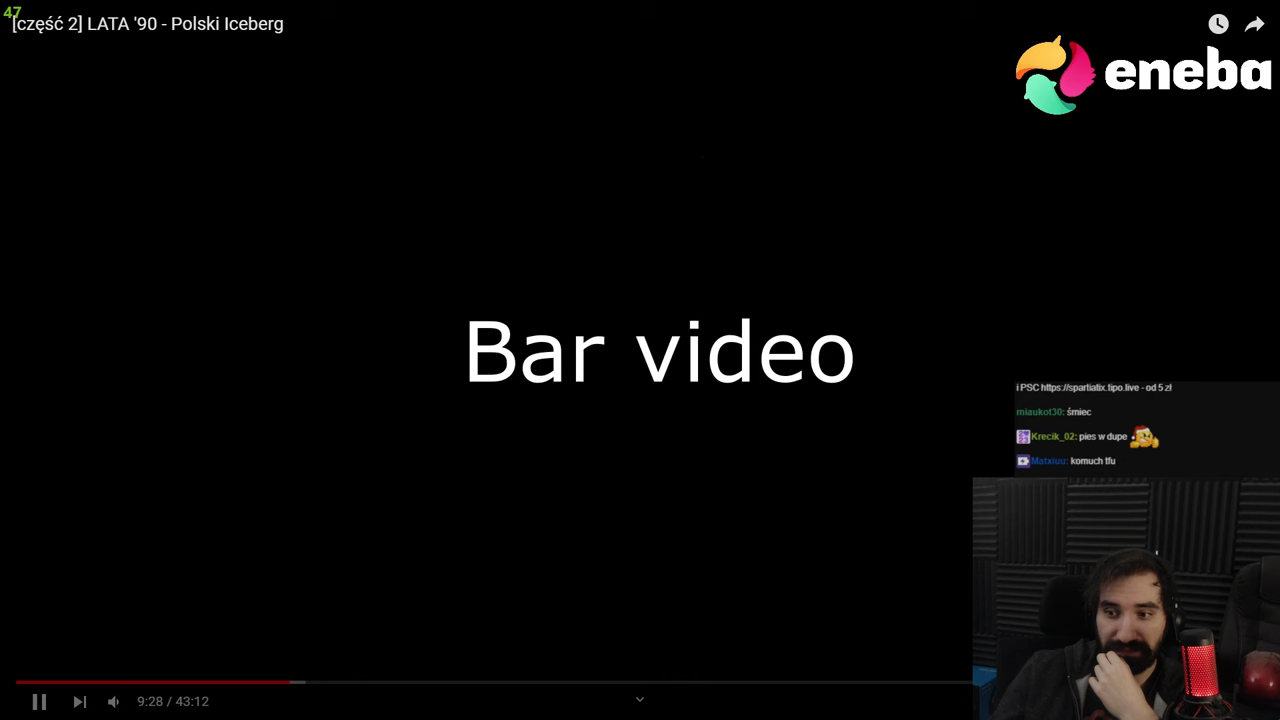 47
[część 2] LATA '90 - Polski Iceberg
eneba
Bar video
i PSC https://spartiatix.tipo.live - od 5 zł
miaukot30: śmiec
Krecik_02: pies w dupe
Matxiuu: komuch tfu
9:28 / 43:12